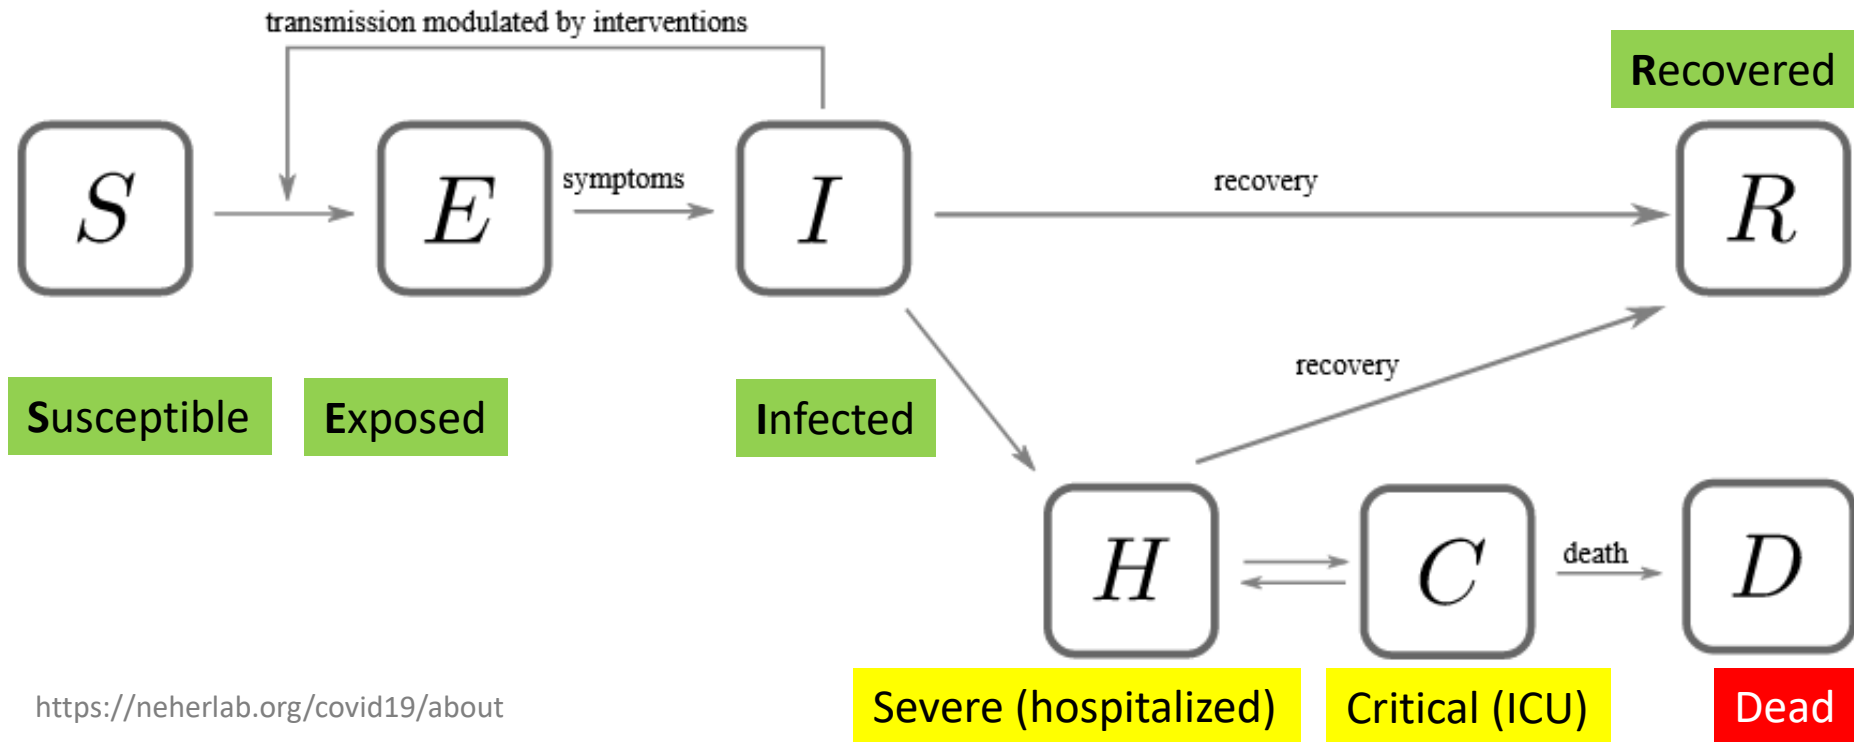 transmission modulated by interventions
Recovered
S
E
symptoms
I
recovery
R
Susceptible
Exposed
Infected
recovery
H
C
death
D
Severe (hospitalized)
Critical (ICU)
Dead
https://neherlab.org/covid19/about